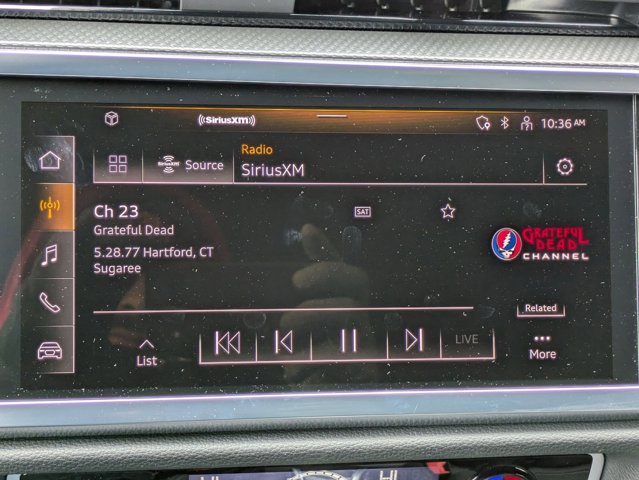 ((SiriusXM))
10:36 AM
SiriusXM
Source
Radio
SiriusXM
Ch 23
SAT
Grateful Dead
5.28.77 Hartford, CT
Sugaree
GRATEFUL
DEAD
CHANNEL
Related
List
LIVE
More